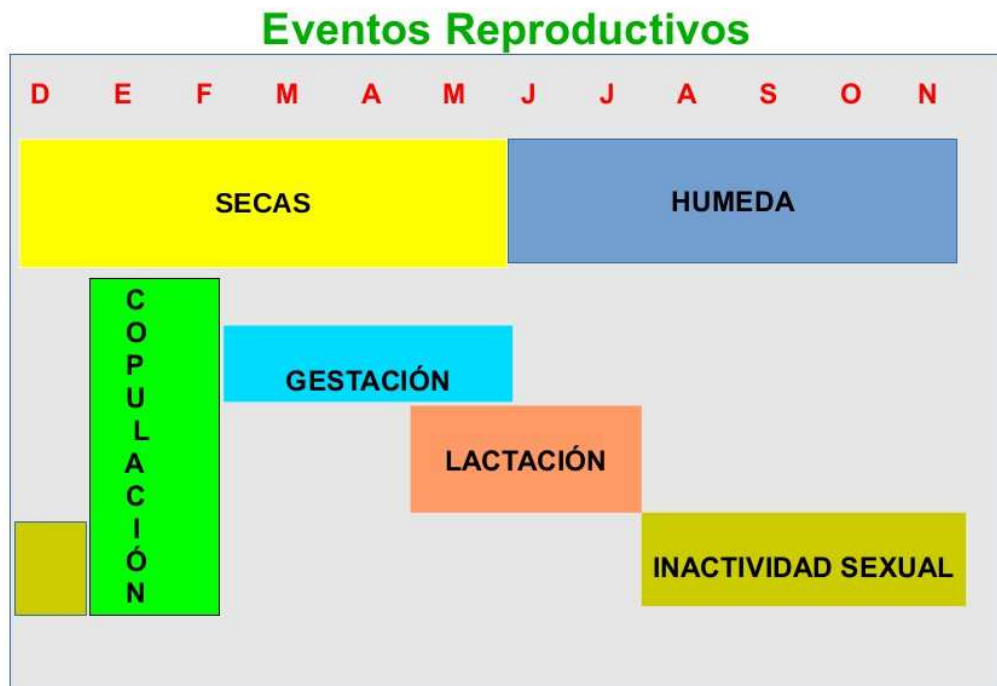 Eventos Reproductivos
D E F M A M J J A S O N
SECAS
HUMEDA
C
O
P
U
L
A
C
I
Ó
N
GESTACIÓN
LACTACIÓN
INACTIVIDAD SEXUAL